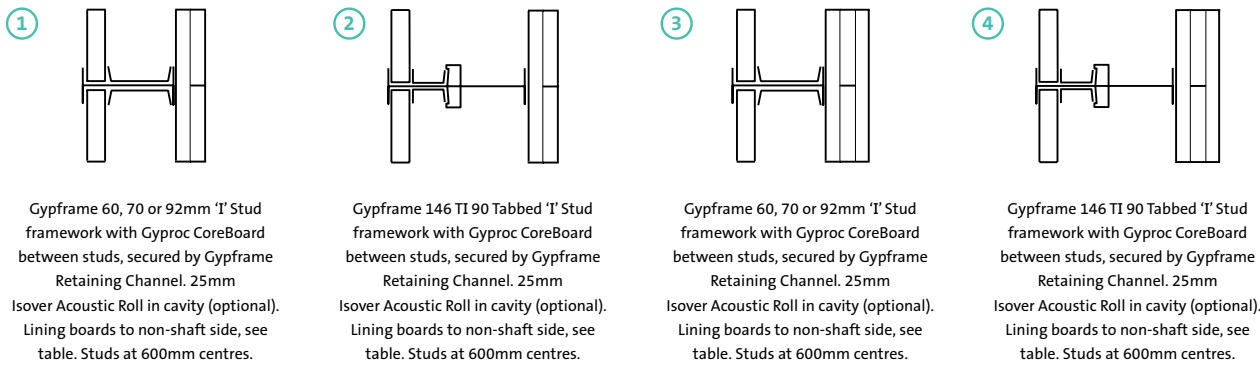 1
Gypframe 60, 70 or 92mm ‘I’ Stud
framework with Gyproc CoreBoard
between studs, secured by Gypframe
Retaining Channel. 25mm
Isover Acoustic Roll in cavity (optional).
Lining boards to non-shaft side, see
table. Studs at 600mm centres.
2
Gypframe 146 TI 90 Tabbed ‘I’ Stud
framework with Gyproc CoreBoard
between studs, secured by Gypframe
Retaining Channel. 25mm
Isover Acoustic Roll in cavity (optional).
Lining boards to non-shaft side, see
table. Studs at 600mm centres.
3
Gypframe 60, 70 or 92mm ‘I’ Stud
framework with Gyproc CoreBoard
between studs, secured by Gypframe
Retaining Channel. 25mm
Isover Acoustic Roll in cavity (optional).
Lining boards to non-shaft side, see
table. Studs at 600mm centres.
4
Gypframe 146 TI 90 Tabbed ‘I’ Stud
framework with Gyproc CoreBoard
between studs, secured by Gypframe
Retaining Channel. 25mm
Isover Acoustic Roll in cavity (optional).
Lining boards to non-shaft side, see
table. Studs at 600mm centres.